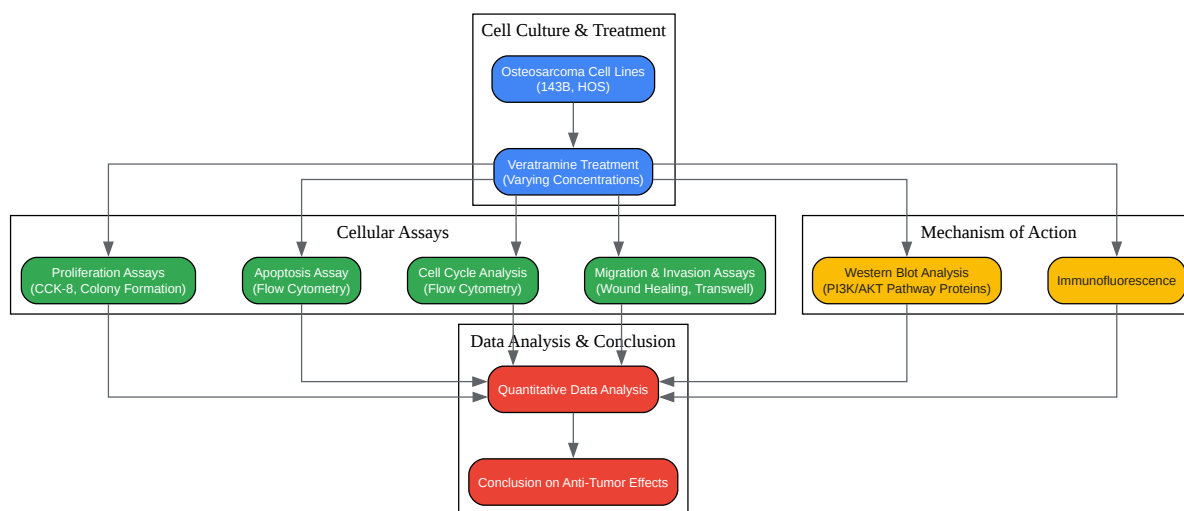 Cell Culture & Treatment
Osteosarcoma Cell Lines
(143B, HOS)
Veratramine Treatment
(Varying Concentrations)
Cellular Assays
Proliferation Assays
(CCK-8, Colony Formation)
Apoptosis Assay
(Flow Cytometry)
Cell Cycle Analysis
(Flow Cytometry)
Migration & Invasion Assays
(Wound Healing, Transwell)
Mechanism of Action
Western Blot Analysis
(PI3K/AKT Pathway Proteins)
Immunofluorescence
Data Analysis & Conclusion
Quantitative Data Analysis
Conclusion on Anti-Tumor Effects